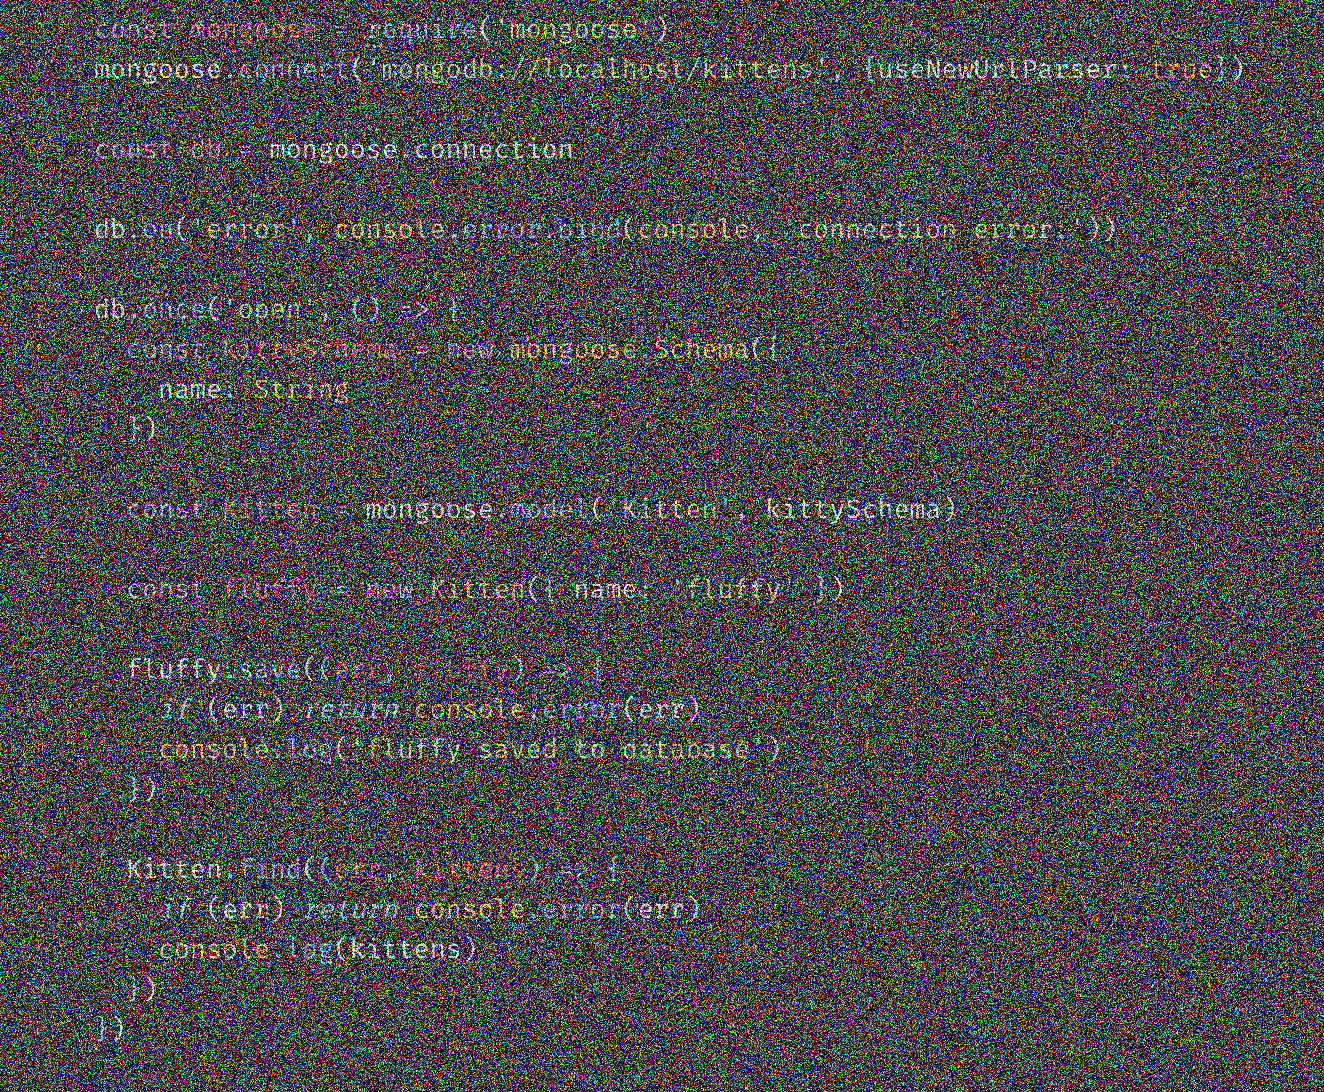 const mongoose = require('mongoose')
mongoose.connect('mongodb://localhost/kittens', {useNewUrlParser: true})
const db = mongoose.connection
db.on('error', console.error.bind(console, 'connection error:'))
db.once('open', () => {
const kittySchema = new mongoose.Schema({
name: String
})
const Kitten = mongoose.model('Kitten', kittySchema)
const fluffy = new Kitten({ name: 'fluffy' })
fluffy.save((err, ) => {
if (err) return console.error(err)
console.log('fluffy saved to database')
})
Kitten.find((err, kittens) => {
if (err) return console.error(err)
console.log(kittens)
})
})